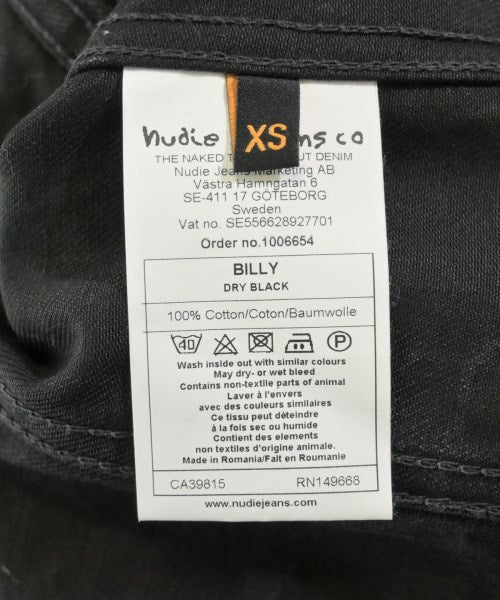 XS
nudie ns co
THE NAKED T UT DENIM
Nudie Jeans Marketing AB
Västra Hamngatan 6
SE-411 17 GÖTEBORG
Sweden
Vat no. SE556628927701
Order no.1006654
BILLY
DRY BLACK
100% Cotton/Coton/Baumwolle
40 P
Wash inside out with similar colours
May dry- or wet bleed
Contains non-textile parts of animal
Laver à l'envers
avec des couleurs similaires
Ce tissu peut déteindre
à la fois sec ou humide
Contient des elements
non textiles d'origine animale.
Made in Romania/Fait en Roumanie
CA39815 RN149668
www.nudiejeans.com